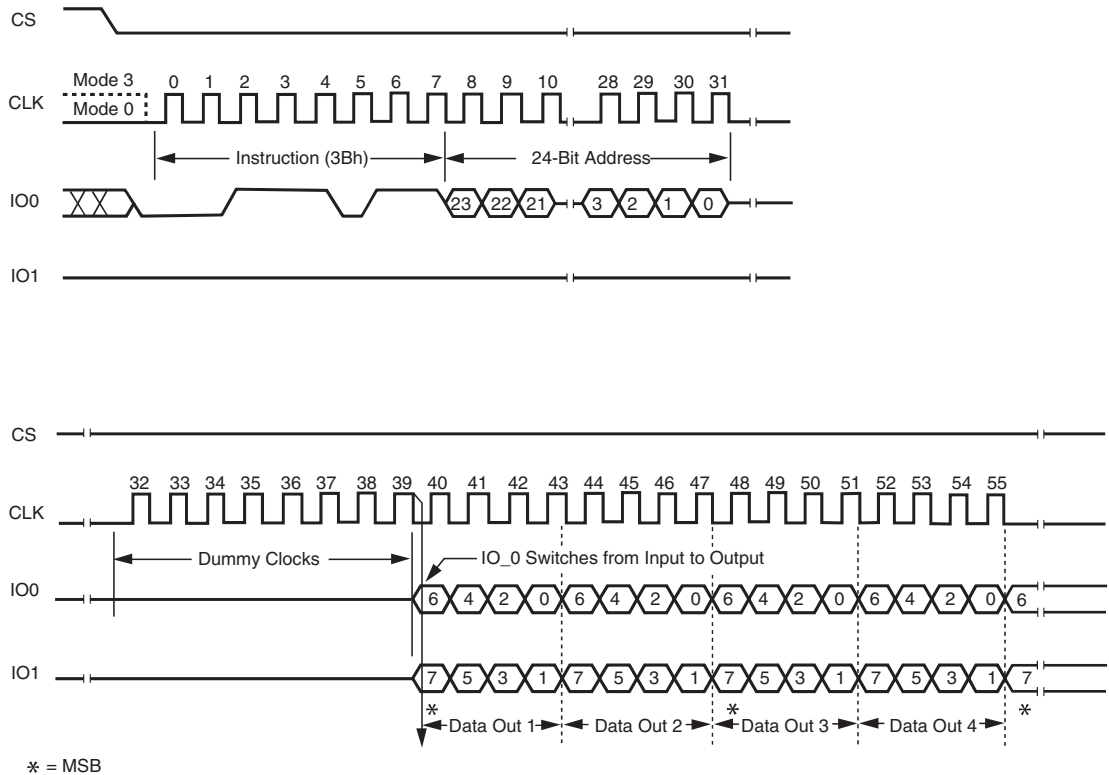 CS
Mode 3
0 1 2 3 4 5 6 7 8 9 10 28 29 30 31
CLK
Mode 0
Instruction (3Bh)
24-Bit Address
IO0
23 22 21 3 2 1 0
IO1
CS
32 33 34 35 36 37 38 39 40 41 42 43 44 45 46 47 48 49 50 51 52 53 54 55
CLK
Dummy Clocks
IO_0 Switches from Input to Output
IO0
6 4 2 0 6 4 2 0 6 4 2 0 6 4 2 0 6
IO1
7 5 3 1 7 5 3 1 7 5 3 1 7 5 3 1 7
* * *
Data Out 1 Data Out 2 Data Out 3 Data Out 4
* = MSB